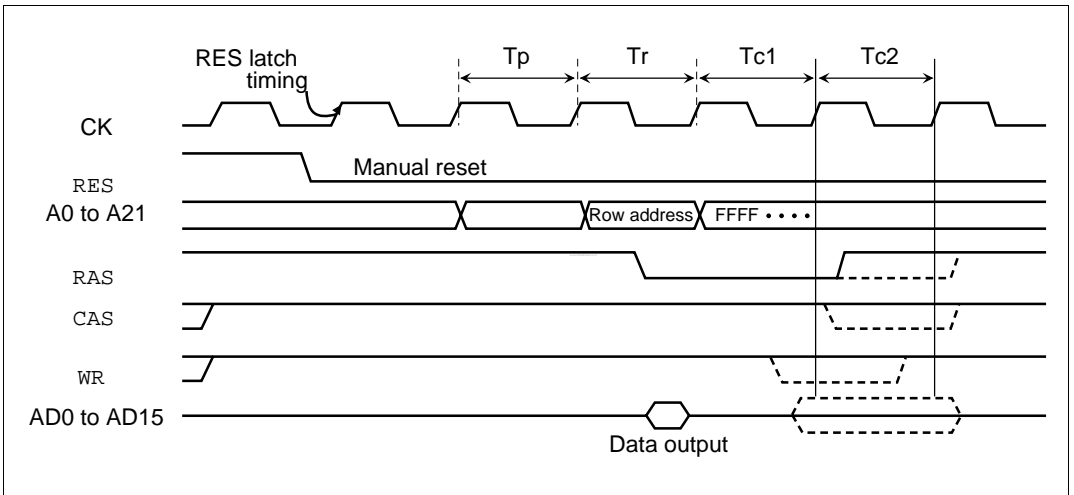 RES latch
timing
Tp
Tr
Tc1
Tc2
CK
RES
Manual reset
A0 to A21
Row address
FFFF • • • •
RAS
CAS
WR
AD0 to AD15
Data output